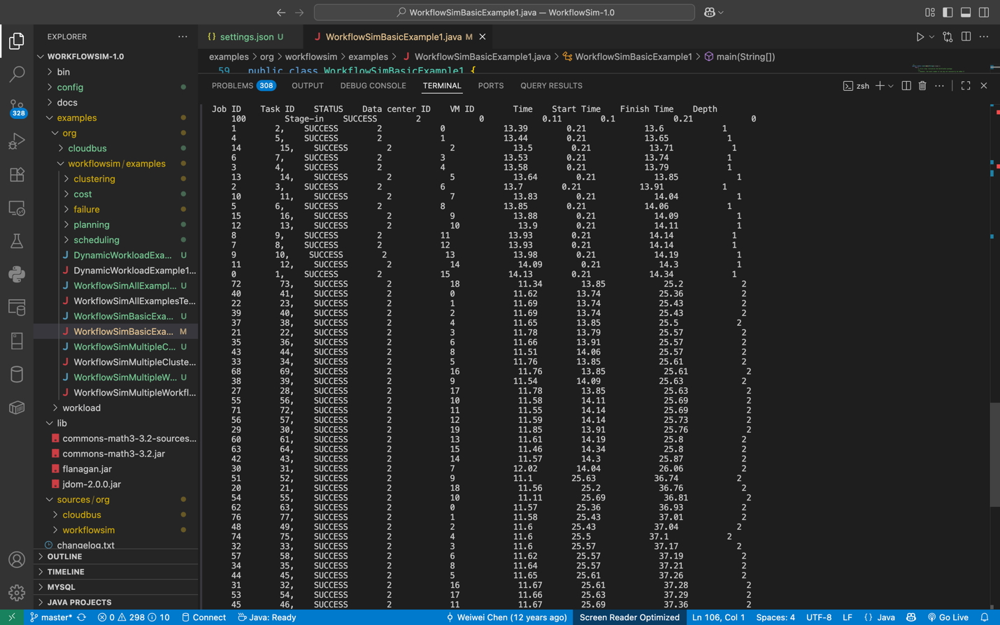 WorkflowSimBasicExample1.java — WorkflowSim-1.0
EXPLORER
WORKFLOWSIM-1.0
bin
config
docs
examples
org
cloudbus
workflowsim/examples
clustering
cost
failure
planning
scheduling
DynamicWorkloadExa... U
DynamicWorkloadExample1...
WorkflowSimAllExampl... U
WorkflowSimAllExamplesTe...
WorkflowSimBasicExa... U
WorkflowSimBasicExa... M
WorkflowSimMultipleC... U
WorkflowSimMultipleCluste...
WorkflowSimMultipleW... U
WorkflowSimMultipleWorkfl...
workload
lib
commons-math3-3.2-sources...
commons-math3-3.2.jar
flanagan.jar
jdom-2.0.0.jar
sources/org
cloudbus
workflowsim
changelog.txt
OUTLINE
TIMELINE
MYSQL
JAVA PROJECTS
328
{} settings.json U
J WorkflowSimBasicExample1.java M
examples > org > workflowsim > examples > J WorkflowSimBasicExample1.java > WorkflowSimBasicExample1 > main(String[])
59 public class WorkflowSimBasicExample1 {
PROBLEMS 308 OUTPUT DEBUG CONSOLE TERMINAL PORTS QUERY RESULTS
zsh
Job ID Task ID STATUS Data center ID VM ID Time Start Time Finish Time Depth
100 Stage-in SUCCESS 2 0 0.11 0.1 0.21 0
1 2, SUCCESS 2 0 13.39 0.21 13.6 1
4 5, SUCCESS 2 1 13.44 0.21 13.65 1
14 15, SUCCESS 2 2 13.5 0.21 13.71 1
6 7, SUCCESS 2 3 13.53 0.21 13.74 1
3 4, SUCCESS 2 4 13.58 0.21 13.79 1
13 14, SUCCESS 2 5 13.64 0.21 13.85 1
2 3, SUCCESS 2 6 13.7 0.21 13.91 1
10 11, SUCCESS 2 7 13.83 0.21 14.04 1
5 6, SUCCESS 2 8 13.85 0.21 14.06 1
15 16, SUCCESS 2 9 13.88 0.21 14.09 1
12 13, SUCCESS 2 10 13.9 0.21 14.11 1
8 9, SUCCESS 2 11 13.93 0.21 14.14 1
7 8, SUCCESS 2 12 13.93 0.21 14.14 1
9 10, SUCCESS 2 13 13.98 0.21 14.19 1
11 12, SUCCESS 2 14 14.09 0.21 14.3 1
0 1, SUCCESS 2 15 14.13 0.21 14.34 1
72 73, SUCCESS 2 18 11.34 13.85 25.2 2
40 41, SUCCESS 2 0 11.62 13.74 25.36 2
22 23, SUCCESS 2 1 11.69 13.74 25.43 2
39 40, SUCCESS 2 2 11.69 13.74 25.43 2
37 38, SUCCESS 2 4 11.65 13.85 25.5 2
21 22, SUCCESS 2 3 11.78 13.79 25.57 2
35 36, SUCCESS 2 6 11.66 13.91 25.57 2
43 44, SUCCESS 2 8 11.51 14.06 25.57 2
33 34, SUCCESS 2 5 11.76 13.85 25.61 2
68 69, SUCCESS 2 16 11.76 13.85 25.61 2
38 39, SUCCESS 2 9 11.54 14.09 25.63 2
27 28, SUCCESS 2 17 11.78 13.85 25.63 2
55 56, SUCCESS 2 10 11.58 14.11 25.69 2
71 72, SUCCESS 2 11 11.55 14.14 25.69 2
56 57, SUCCESS 2 12 11.59 14.14 25.73 2
29 30, SUCCESS 2 19 11.85 13.91 25.76 2
60 61, SUCCESS 2 13 11.61 14.19 25.8 2
63 64, SUCCESS 2 15 11.46 14.34 25.8 2
42 43, SUCCESS 2 14 11.57 14.3 25.87 2
30 31, SUCCESS 2 7 12.02 14.04 26.06 2
51 52, SUCCESS 2 9 11.1 25.63 36.74 2
20 21, SUCCESS 2 18 11.56 25.2 36.76 2
54 55, SUCCESS 2 10 11.11 25.69 36.81 2
62 63, SUCCESS 2 0 11.57 25.36 36.93 2
76 77, SUCCESS 2 1 11.58 25.43 37.01 2
48 49, SUCCESS 2 2 11.6 25.43 37.04 2
74 75, SUCCESS 2 4 11.6 25.5 37.1 2
32 33, SUCCESS 2 3 11.6 25.57 37.17 2
57 58, SUCCESS 2 6 11.62 25.57 37.19 2
34 35, SUCCESS 2 8 11.64 25.57 37.21 2
44 45, SUCCESS 2 5 11.65 25.61 37.26 2
31 32, SUCCESS 2 16 11.67 25.61 37.28 2
53 54, SUCCESS 2 17 11.66 25.63 37.29 2
45 46, SUCCESS 2 11 11.67 25.69 37.36 2
master* 0 298 10 Connect Java: Ready Weiwei Chen (12 years ago) Screen Reader Optimized Ln 106, Col 1 Spaces: 4 UTF-8 LF {} Java Go Live